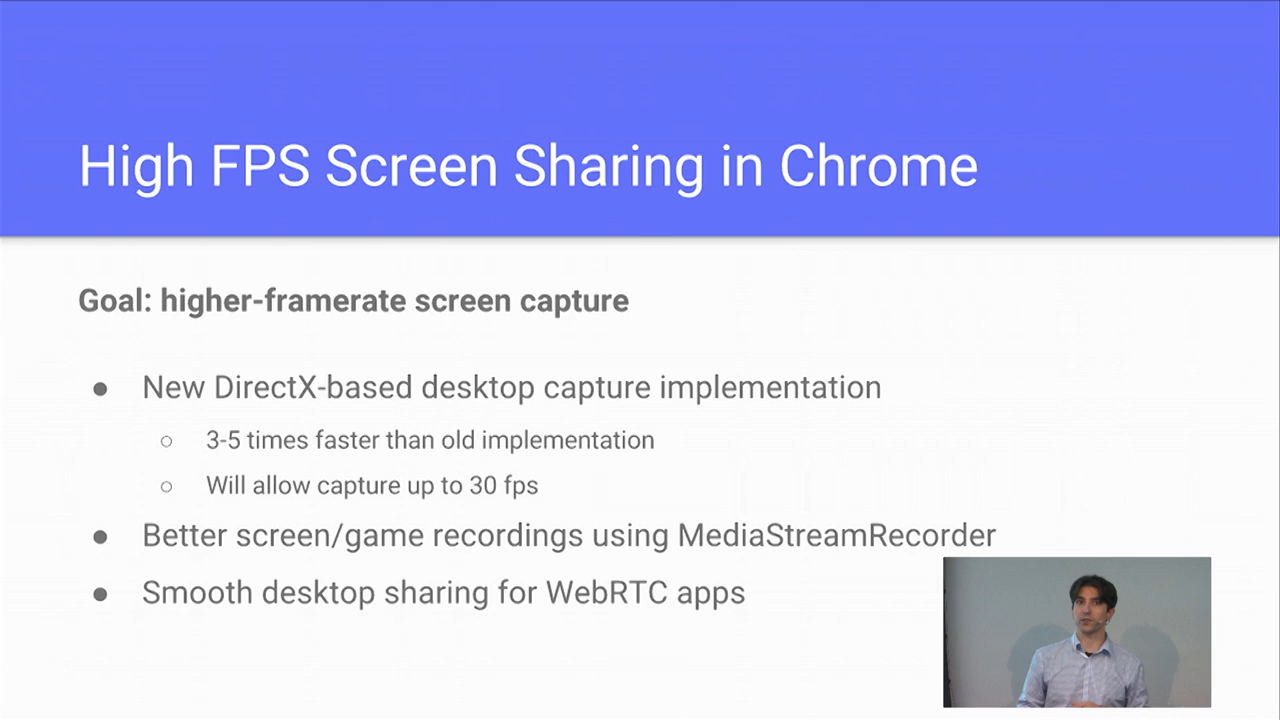 High FPS Screen Sharing in Chrome
Goal: higher-framerate screen capture
● New DirectX-based desktop capture implementation
○ 3-5 times faster than old implementation
○ Will allow capture up to 30 fps
● Better screen/game recordings using MediaStreamRecorder
● Smooth desktop sharing for WebRTC apps